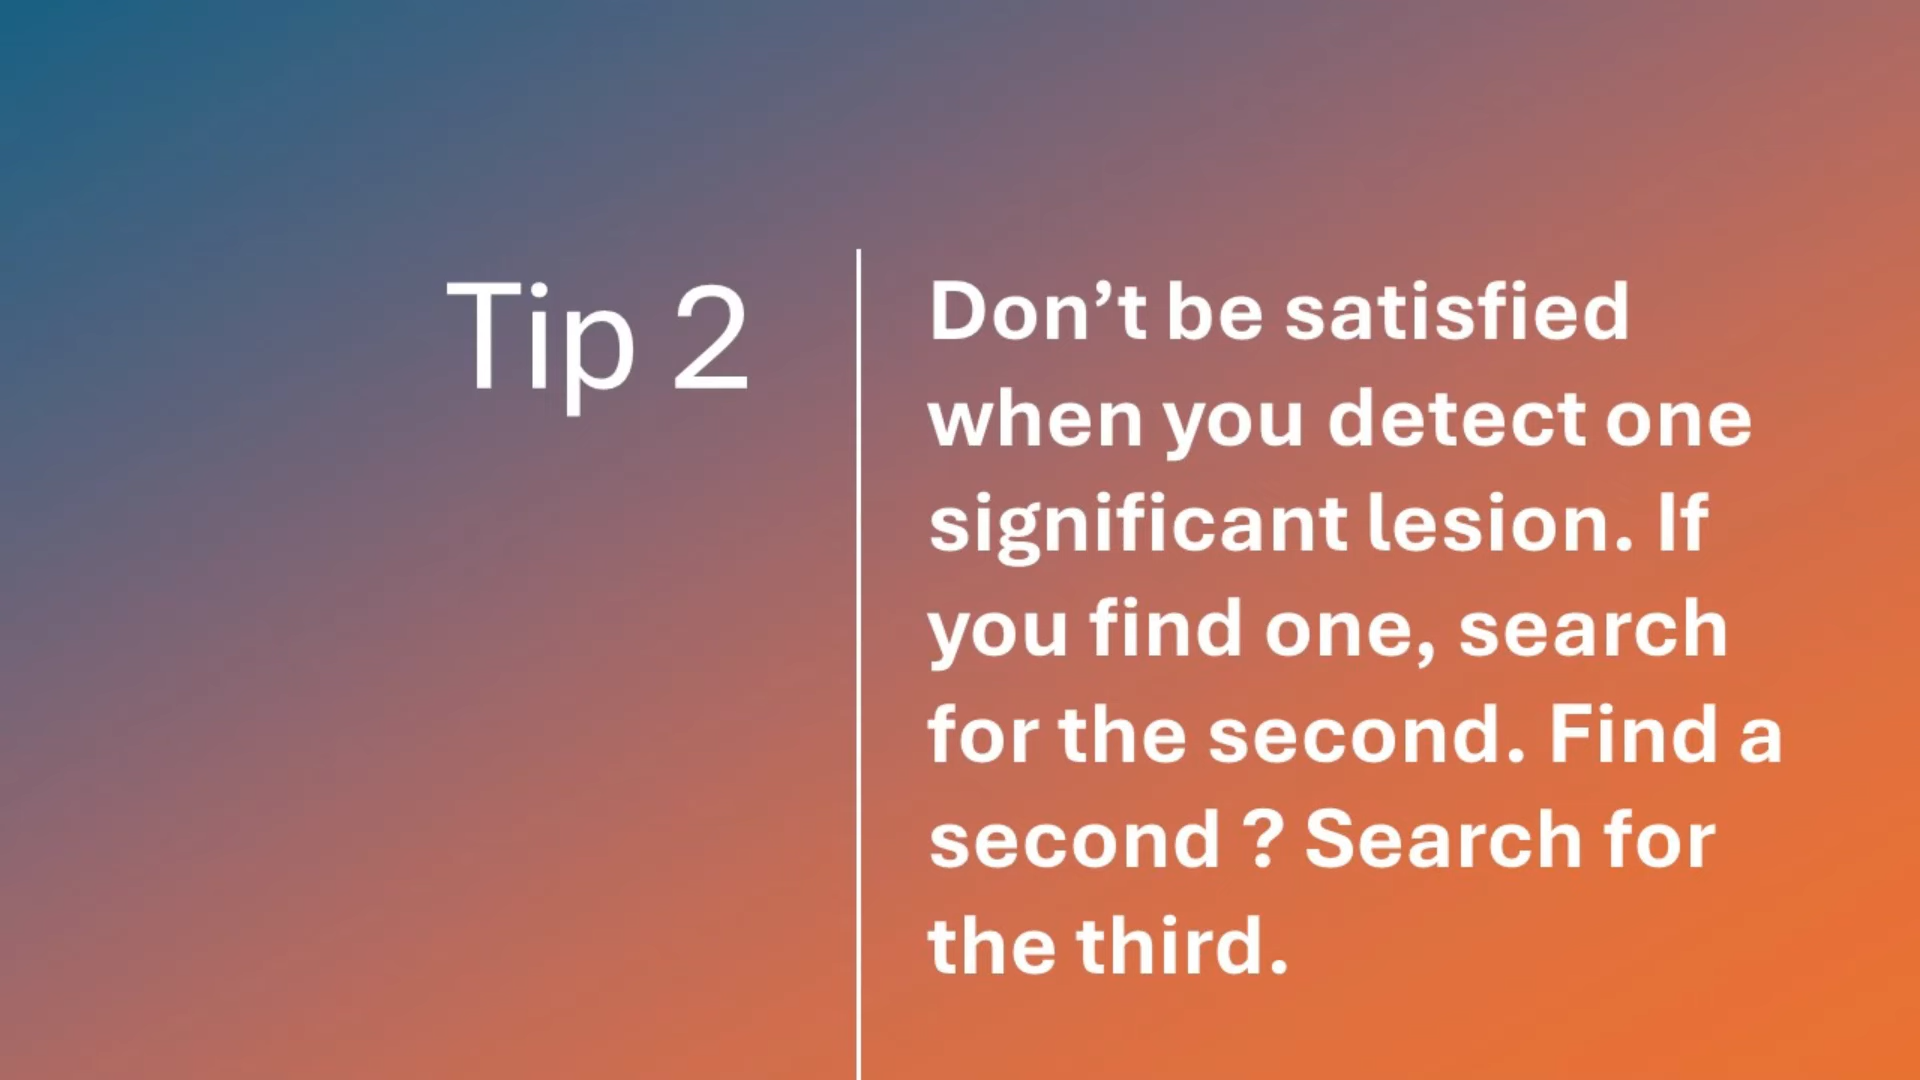 Tip 2
Don’t be satisfied
when you detect one
significant lesion. If
you find one, search
for the second. Find a
second ? Search for
the third.